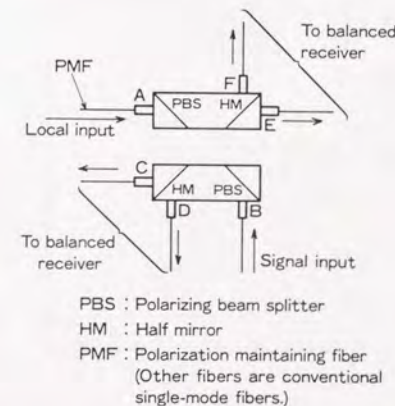 To balanced
receiver
PMF
A
F
PBS HM
E
Local input
C
HM PBS
D
B
To balanced
receiver
Signal input
PBS : Polarizing beam splitter
HM : Half mirror
PMF : Polarization maintaining fiber
(Other fibers are conventional
single-mode fibers.)